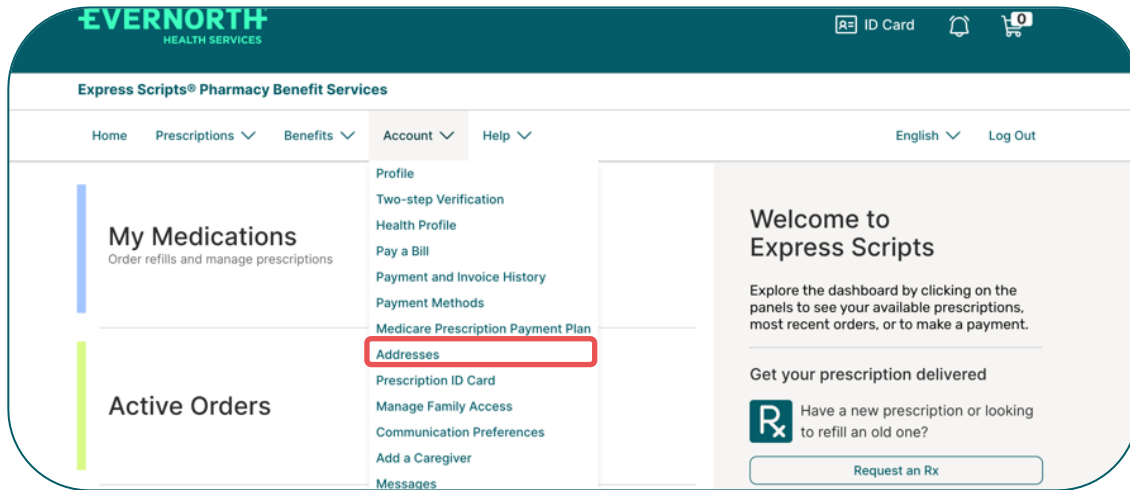 EVERNORTH
HEALTH SERVICES
ID Card
0
Express Scripts® Pharmacy Benefit Services
Home Prescriptions Benefits Account Help English Log Out
Profile
Two-step Verification
Health Profile
Pay a Bill
Payment and Invoice History
Payment Methods
Medicare Prescription Payment Plan
Addresses
Prescription ID Card
Manage Family Access
Communication Preferences
Add a Caregiver
Messages
My Medications
Order refills and manage prescriptions
Active Orders
Welcome to
Express Scripts
Explore the dashboard by clicking on the
panels to see your available prescriptions,
most recent orders, or to make a payment.
Get your prescription delivered
Rx
Have a new prescription or looking
to refill an old one?
Request an Rx